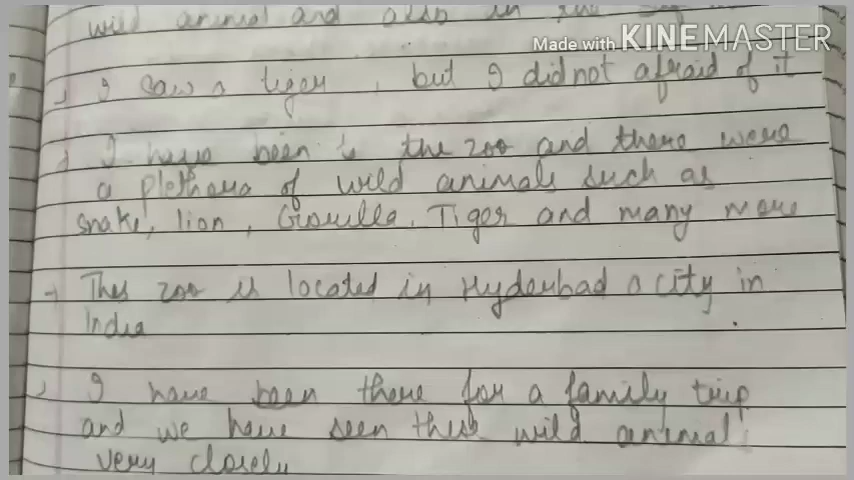 wild animal and also in the
Made with KINEMASTER
→ I saw a tiger, but I did not afraid of it
→ I have been to the zoo and there were
a plethora of wild animals such as
snake, lion, Gorulla, Tiger and many more
→ This zoo is located in Hyderbad a city in
India
→ I have been there for a family trip
and we have seen these wild animal
very closely